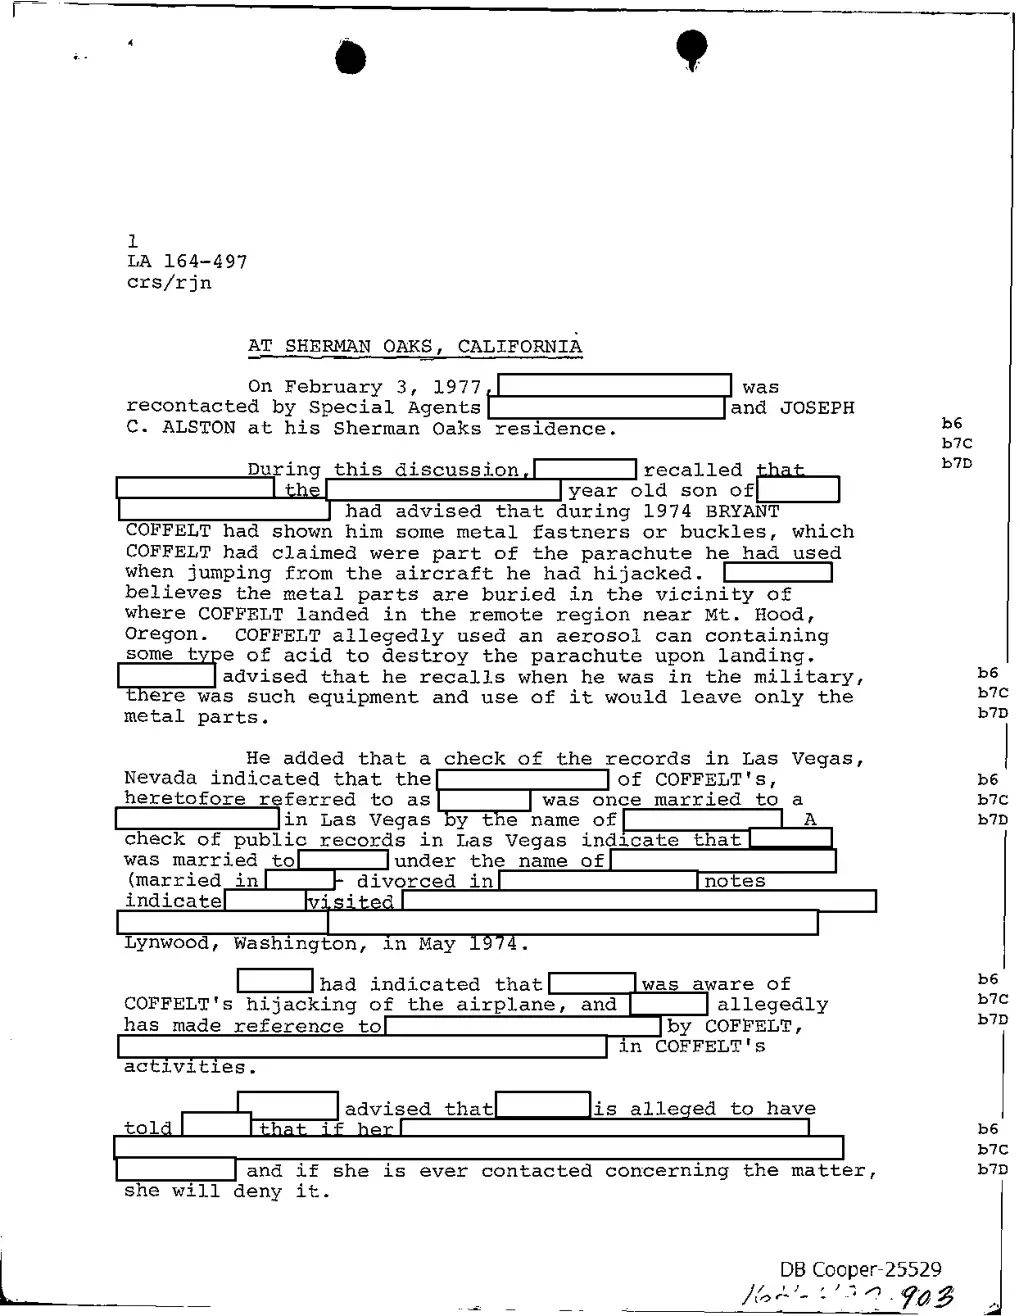 1
LA 164-497
crs/rjn
AT SHERMAN OAKS, CALIFORNIA
On February 3, 1977, was
recontacted by Special Agents and JOSEPH
C. ALSTON at his Sherman Oaks residence.
b6
b7C
b7D
During this discussion, recalled that
the year old son of
had advised that during 1974 BRYANT
COFFELT had shown him some metal fastners or buckles, which
COFFELT had claimed were part of the parachute he had used
when jumping from the aircraft he had hijacked.
believes the metal parts are buried in the vicinity of
where COFFELT landed in the remote region near Mt. Hood,
Oregon. COFFELT allegedly used an aerosol can containing
some type of acid to destroy the parachute upon landing.
advised that he recalls when he was in the military,
there was such equipment and use of it would leave only the
metal parts.
b6
b7C
b7D
He added that a check of the records in Las Vegas,
Nevada indicated that the of COFFELT'S,
heretofore referred to as was once married to a
in Las Vegas by the name of A
check of public records in Las Vegas indicate that
was married to under the name of
(married in - divorced in notes
indicate visited
Lynwood, Washington, in May 1974.
b6
b7C
b7D
had indicated that was aware of
COFFELT's hijacking of the airplane, and allegedly
has made reference to by COFFELT,
in COFFELT's
activities.
b6
b7C
b7D
advised that is alleged to have
told that if her
and if she is ever contacted concerning the matter,
she will deny it.
b6
b7C
b7D
DB Cooper-25529
903